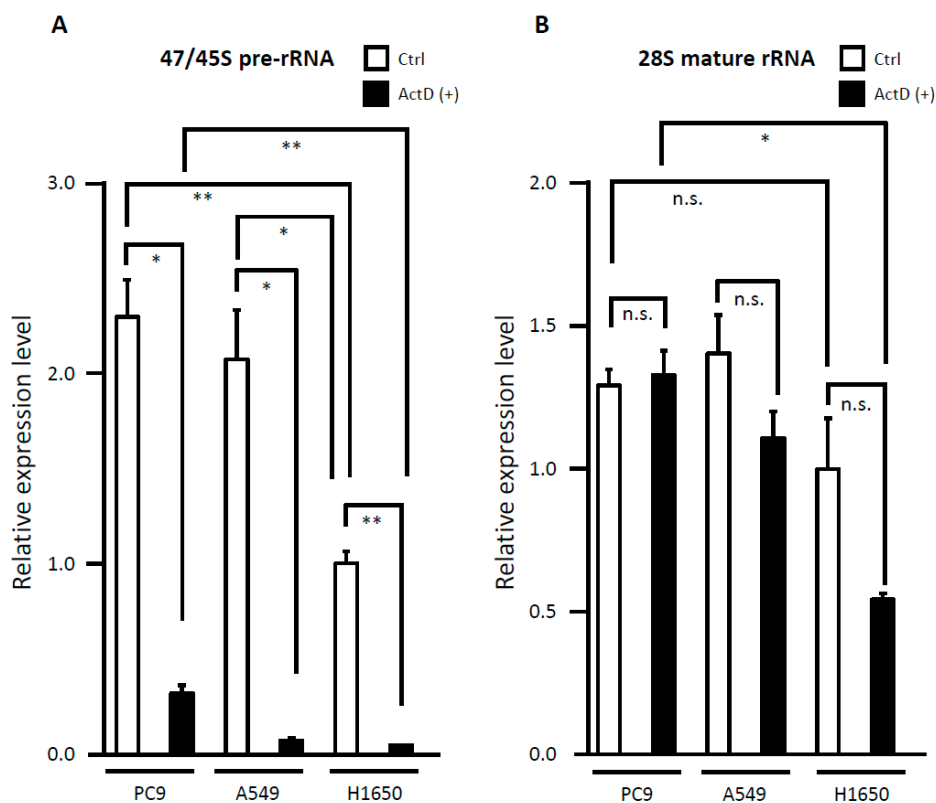 A
47/45S pre-rRNA
Ctrl
ActD (+)
**
3.0
**
*
*
*
2.0
1.0
**
0.0
Relative expression level
PC9
A549
H1650
B
28S mature rRNA
Ctrl
ActD (+)
*
2.0
n.s.
n.s.
n.s.
1.5
n.s.
1.0
0.5
0.0
Relative expression level
PC9
A549
H1650